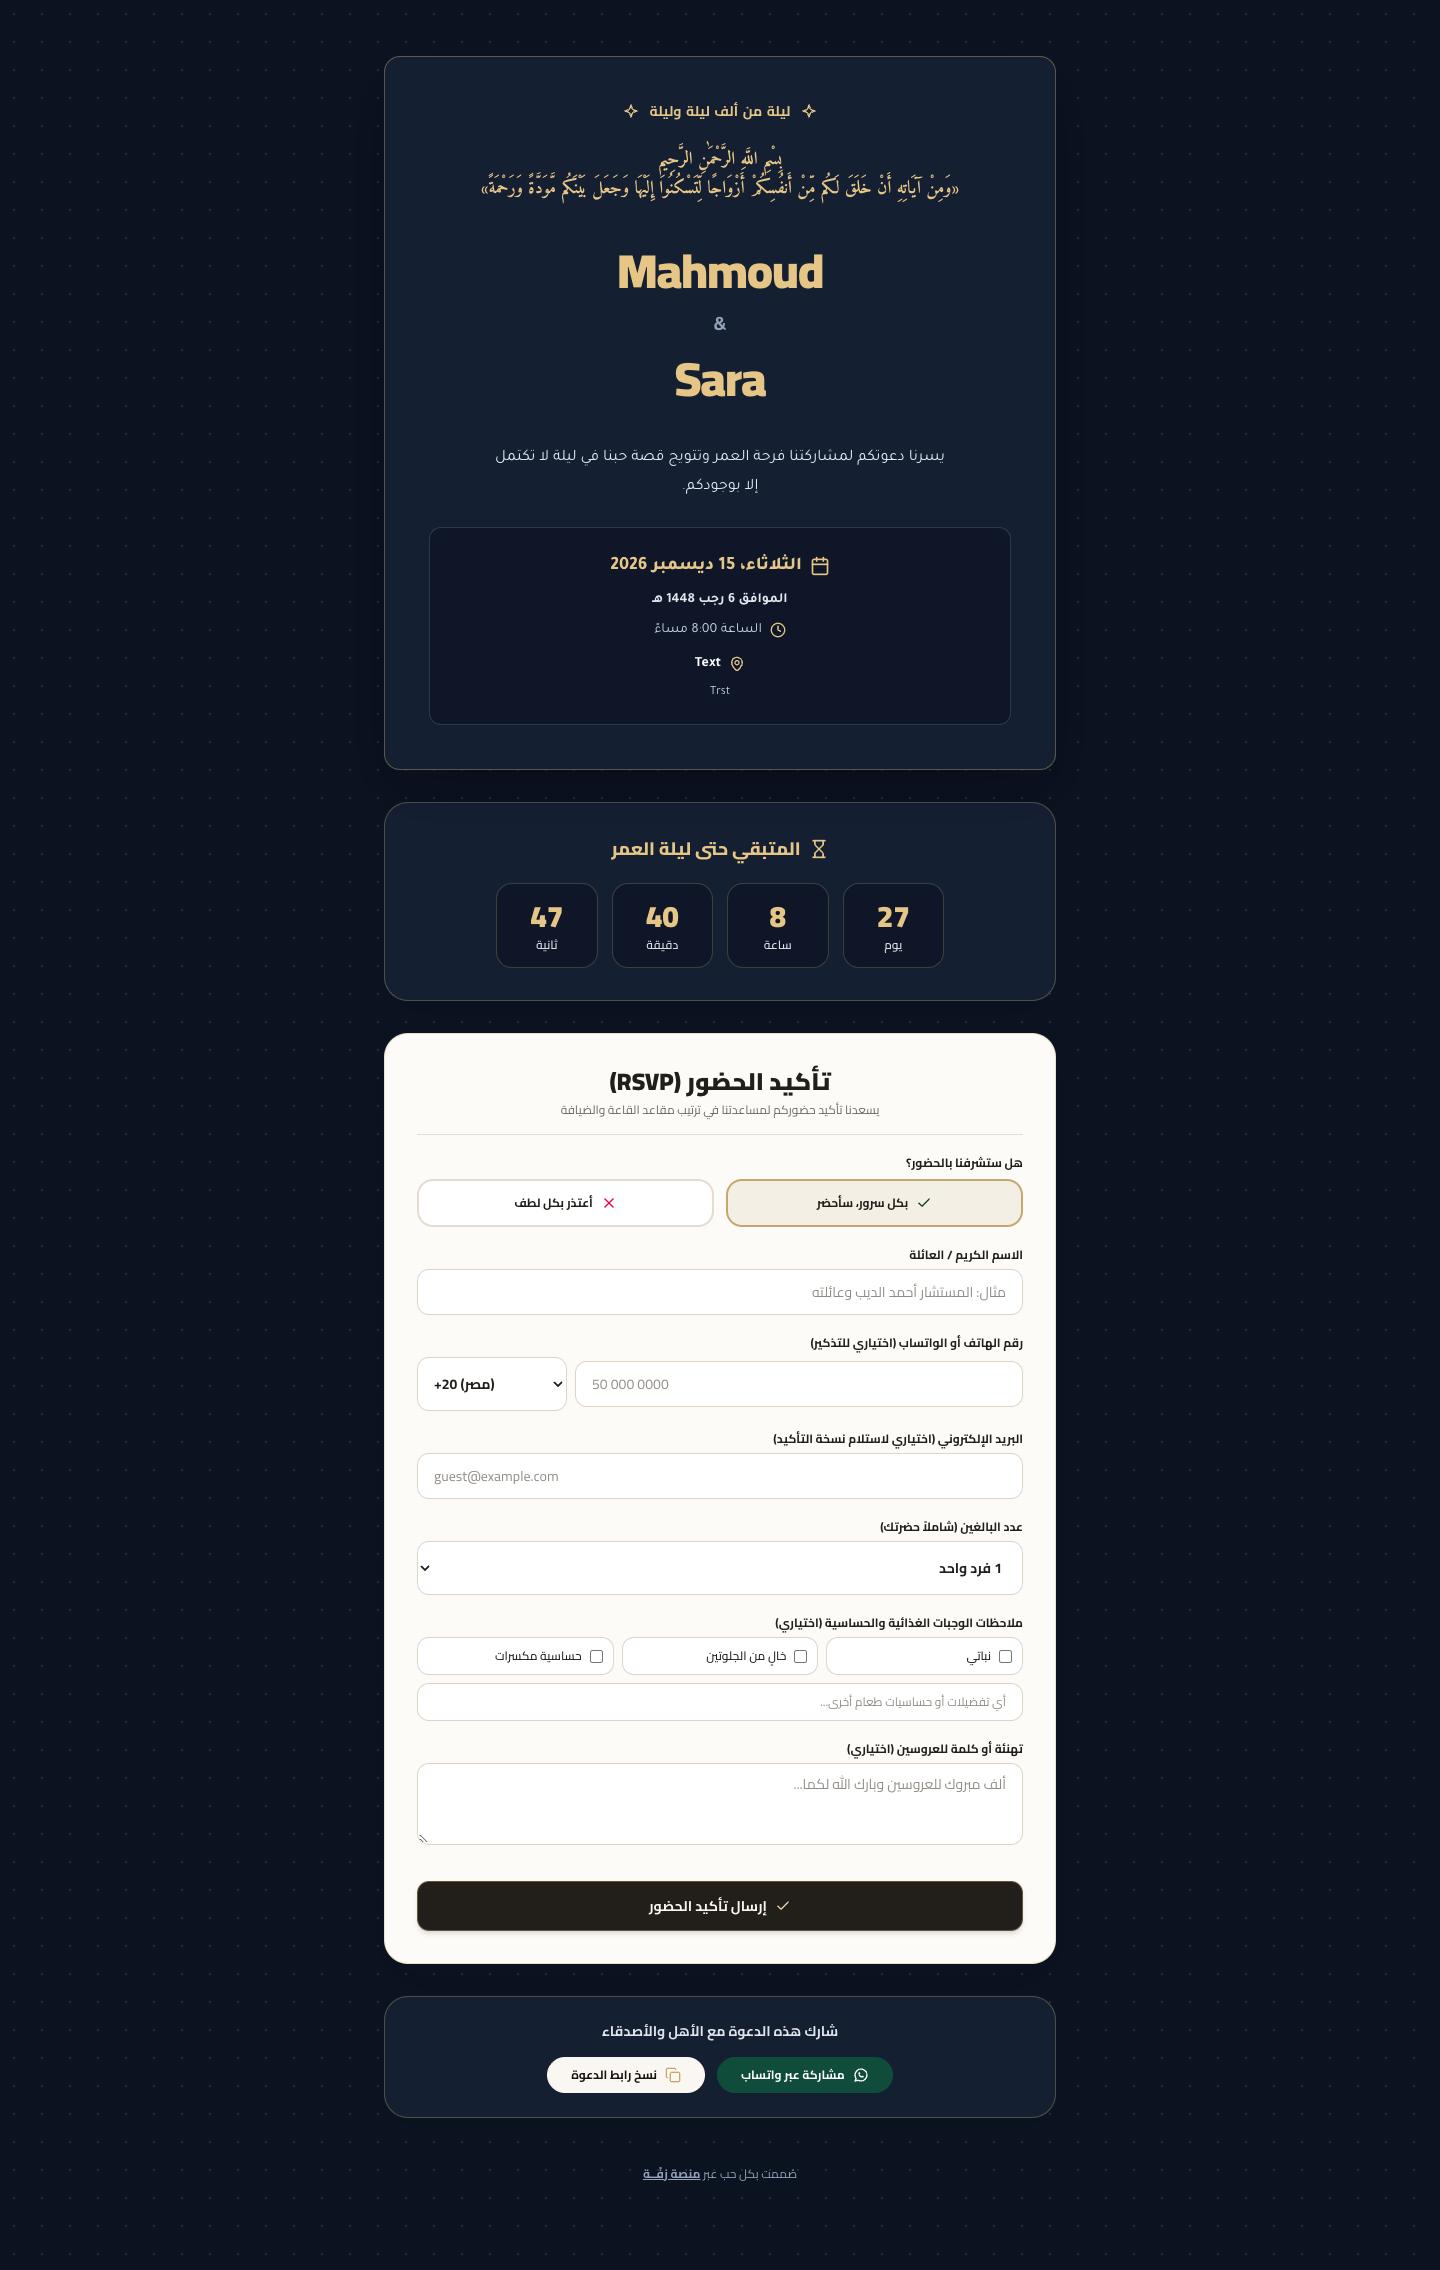 ليلة من ألف ليلة وليلة
بِسْمِ اللَّهِ الرَّحْمَٰنِ الرَّحِيمِ
«وَمِنْ آيَاتِهِ أَنْ خَلَقَ لَكُم مِّنْ أَنفُسِكُمْ أَزْوَاجًا لِّتَسْكُنُوا إِلَيْهَا وَجَعَلَ بَيْنَكُم مَّوَدَّةً وَرَحْمَةً»
Mahmoud
&
Sara
يسرنا دعوتكم لمشاركتنا فرحة العمر وتتويج قصة حبنا في ليلة لا تكتمل
إلا بوجودكم.
الثلاثاء، 15 ديسمبر 2026
الموافق 6 رجب 1448 هـ
الساعة 8:00 مساءً
Text
Trst
المتبقي حتى ليلة العمر
27 8 40 47
يوم ساعة دقيقة ثانية
تأكيد الحضور (RSVP)
يسعدنا تأكيد حضوركم لمساعدتنا في ترتيب مقاعد القاعة والضيافة
هل ستشرفنا بالحضور؟
بكل سرور، سأحضر
أعتذر بكل لطف
الاسم الكريم / العائلة
مثال: المستشار أحمد الديب وعائلته
رقم الهاتف أو الواتساب (اختياري للتذكير)
50 000 0000
+20 (مصر)
البريد الإلكتروني (اختياري لاستلام نسخة التأكيد)
guest@example.com
عدد البالغين (شاملاً حضرتك)
1 فرد واحد
ملاحظات الوجبات الغذائية والحساسية (اختياري)
نباتي
خالٍ من الجلوتين
حساسية مكسرات
أي تفضيلات أو حساسيات طعام أخرى...
تهنئة أو كلمة للعروسين (اختياري)
ألف مبروك للعروسين وبارك الله لكما...
إرسال تأكيد الحضور
شارك هذه الدعوة مع الأهل والأصدقاء
مشاركة عبر واتساب
نسخ رابط الدعوة
صُممت بكل حب عبر منصة زفّــة